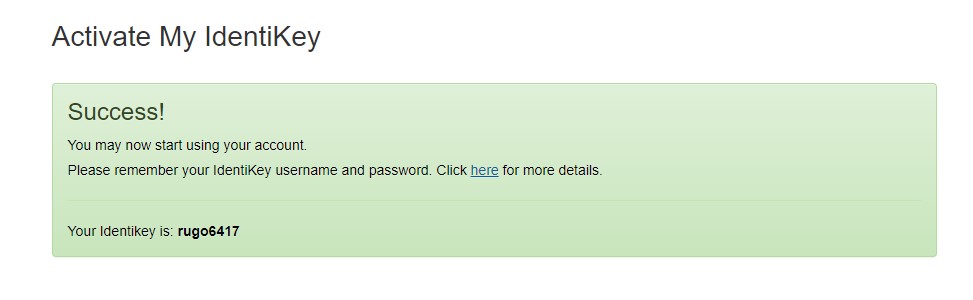 Activate My IdentiKey
Success!
You may now start using your account.
Please remember your IdentiKey username and password. Click here for more details.
Your Identikey is: rugo6417